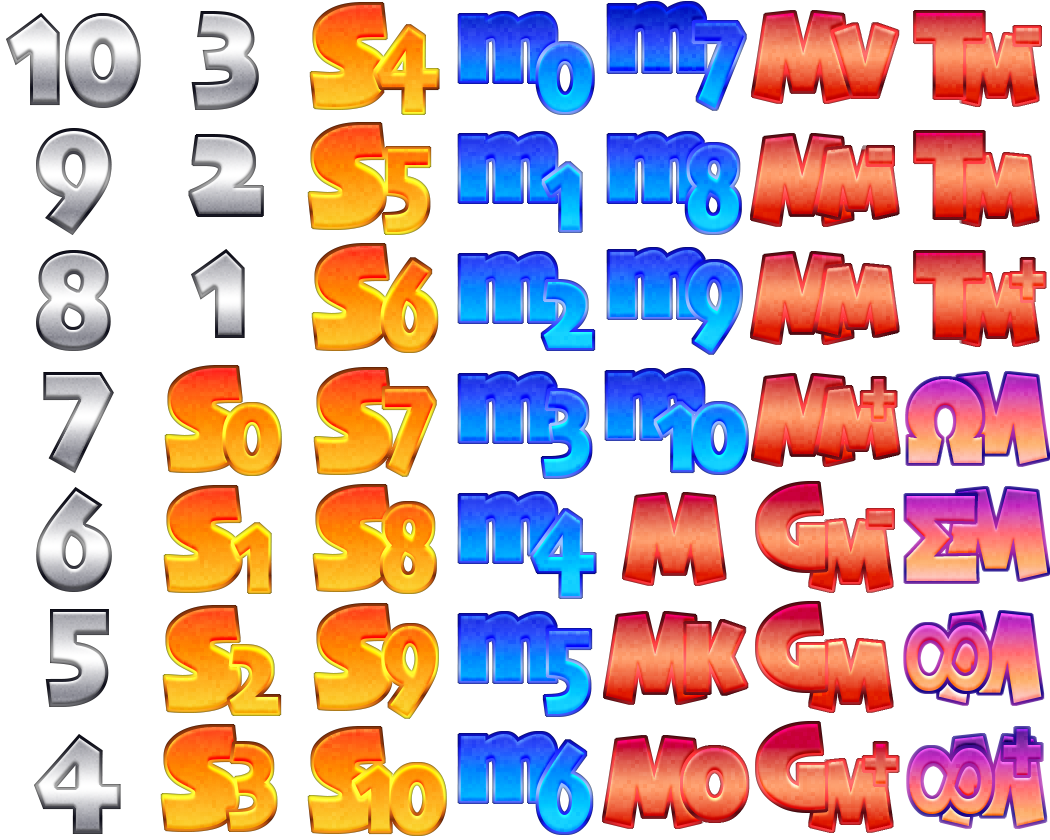 10 3 S4 m0 m7 MV TM-
9 2 S5 m1 m8 NM- TM
8 1 S6 m2 m9 NM TM+
7 S0 S7 m3 m10 NM+ ΩM
6 S1 S8 m4 M GM- ΣM
5 S2 S9 m5 MK GM ∞M
4 S3 S10 m6 MO GM+ ∞M+